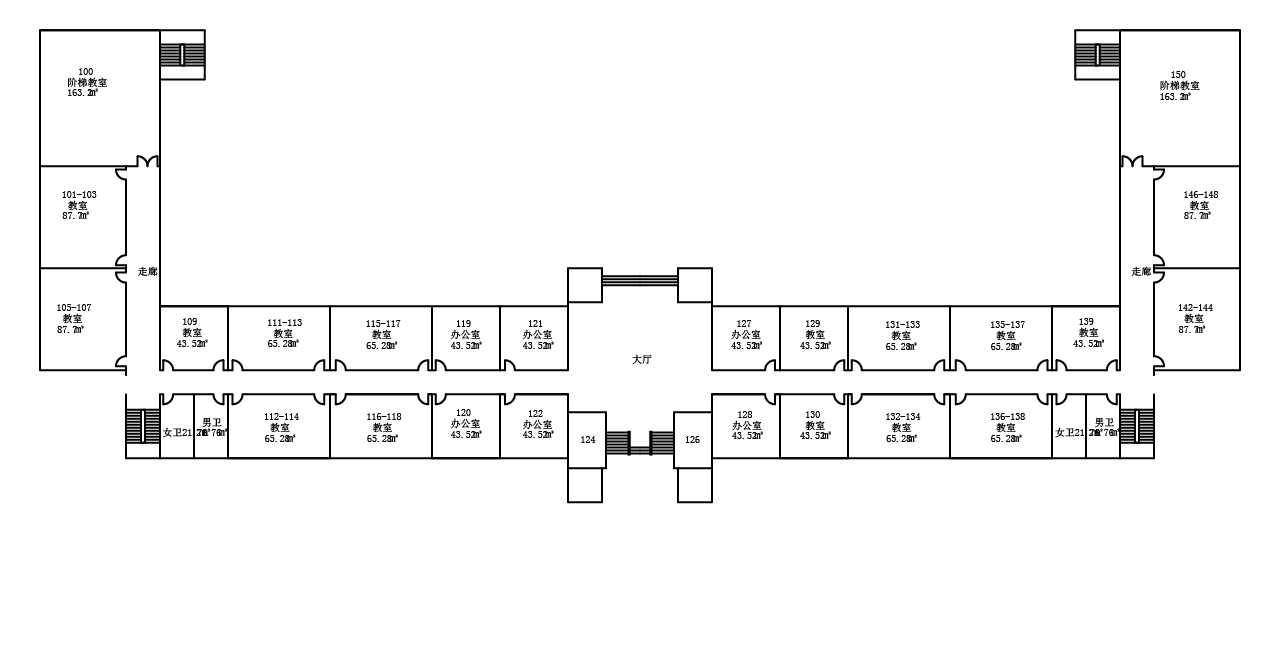 100
阶梯教室
163.2㎡
150
阶梯教室
163.2㎡
101-103
教室
87.7㎡
146-148
教室
87.7㎡
走廊
走廊
105-107
教室
87.7㎡
142-144
教室
87.7㎡
109
教室
43.52㎡
111-113
教室
65.28㎡
115-117
教室
65.28㎡
119
办公室
43.52㎡
121
办公室
43.52㎡
大厅
127
办公室
43.52㎡
129
教室
43.52㎡
131-133
教室
65.28㎡
135-137
教室
65.28㎡
139
教室
43.52㎡
女卫21.76㎡
男卫
21.76㎡
112-114
教室
65.28㎡
116-118
教室
65.28㎡
120
办公室
43.52㎡
122
办公室
43.52㎡
124
126
128
办公室
43.52㎡
130
教室
43.52㎡
132-134
教室
65.28㎡
136-138
教室
65.28㎡
女卫21.76㎡
男卫
21.76㎡